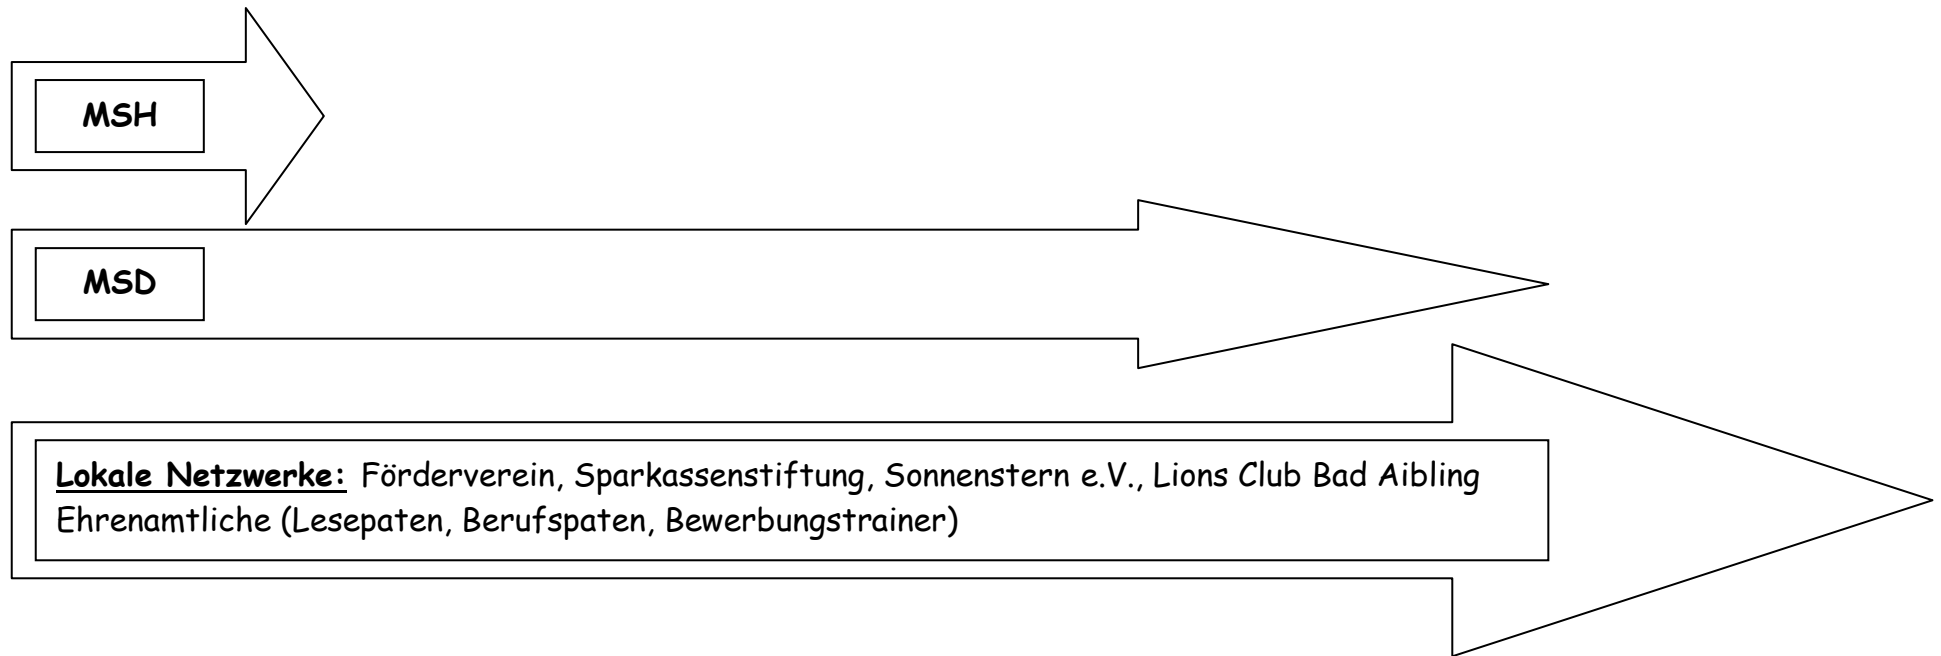 MSH
MSD
Lokale Netzwerke: Förderverein, Sparkassenstiftung, Sonnenstern e.V., Lions Club Bad Aibling
Ehrenamtliche (Lesepaten, Berufspaten, Bewerbungstrainer)